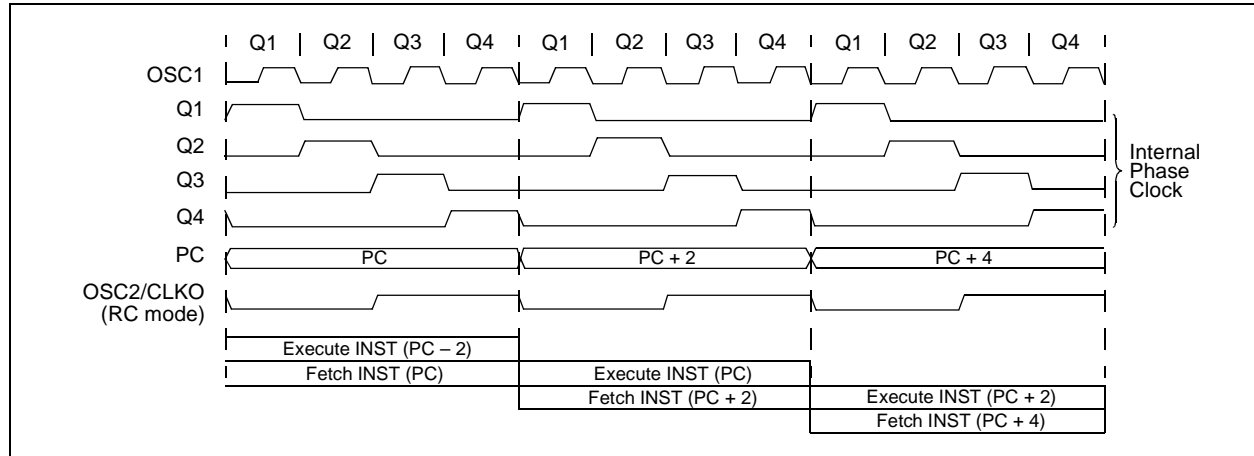 Q1 Q2 Q3 Q4 Q1 Q2 Q3 Q4 Q1 Q2 Q3 Q4
OSC1
Q1
Q2
Q3
Q4
Internal
Phase
Clock
PC PC PC + 2 PC + 4
OSC2/CLKO
(RC mode)
Execute INST (PC – 2)
Fetch INST (PC) Execute INST (PC)
Fetch INST (PC + 2) Execute INST (PC + 2)
Fetch INST (PC + 4)